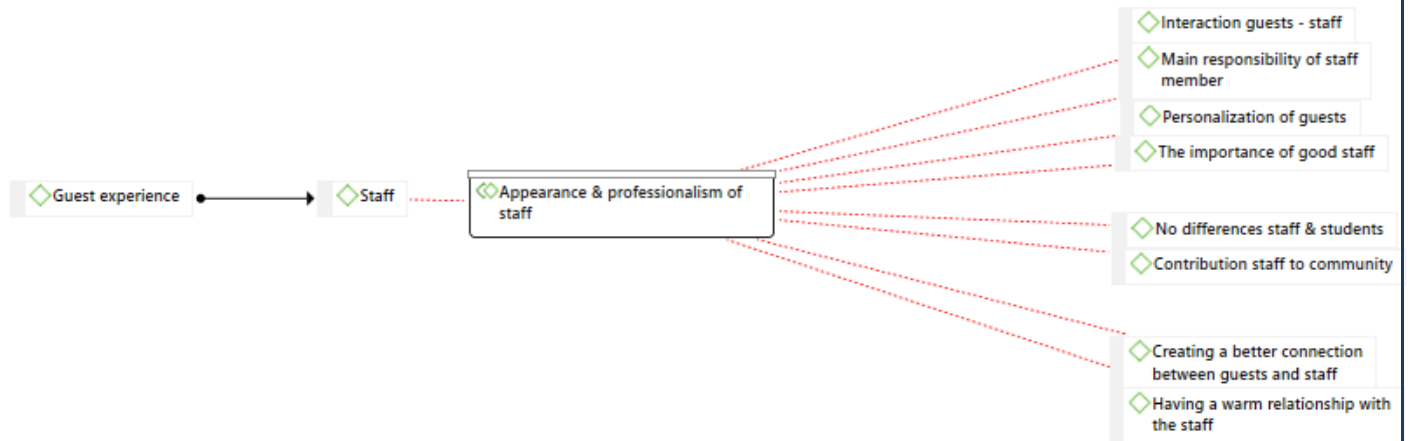 Guest experience
Staff
Appearance & professionalism of
staff
Interaction guests - staff
Main responsibility of staff
member
Personalization of guests
The importance of good staff
No differences staff & students
Contribution staff to community
Creating a better connection
between guests and staff
Having a warm relationship with
the staff